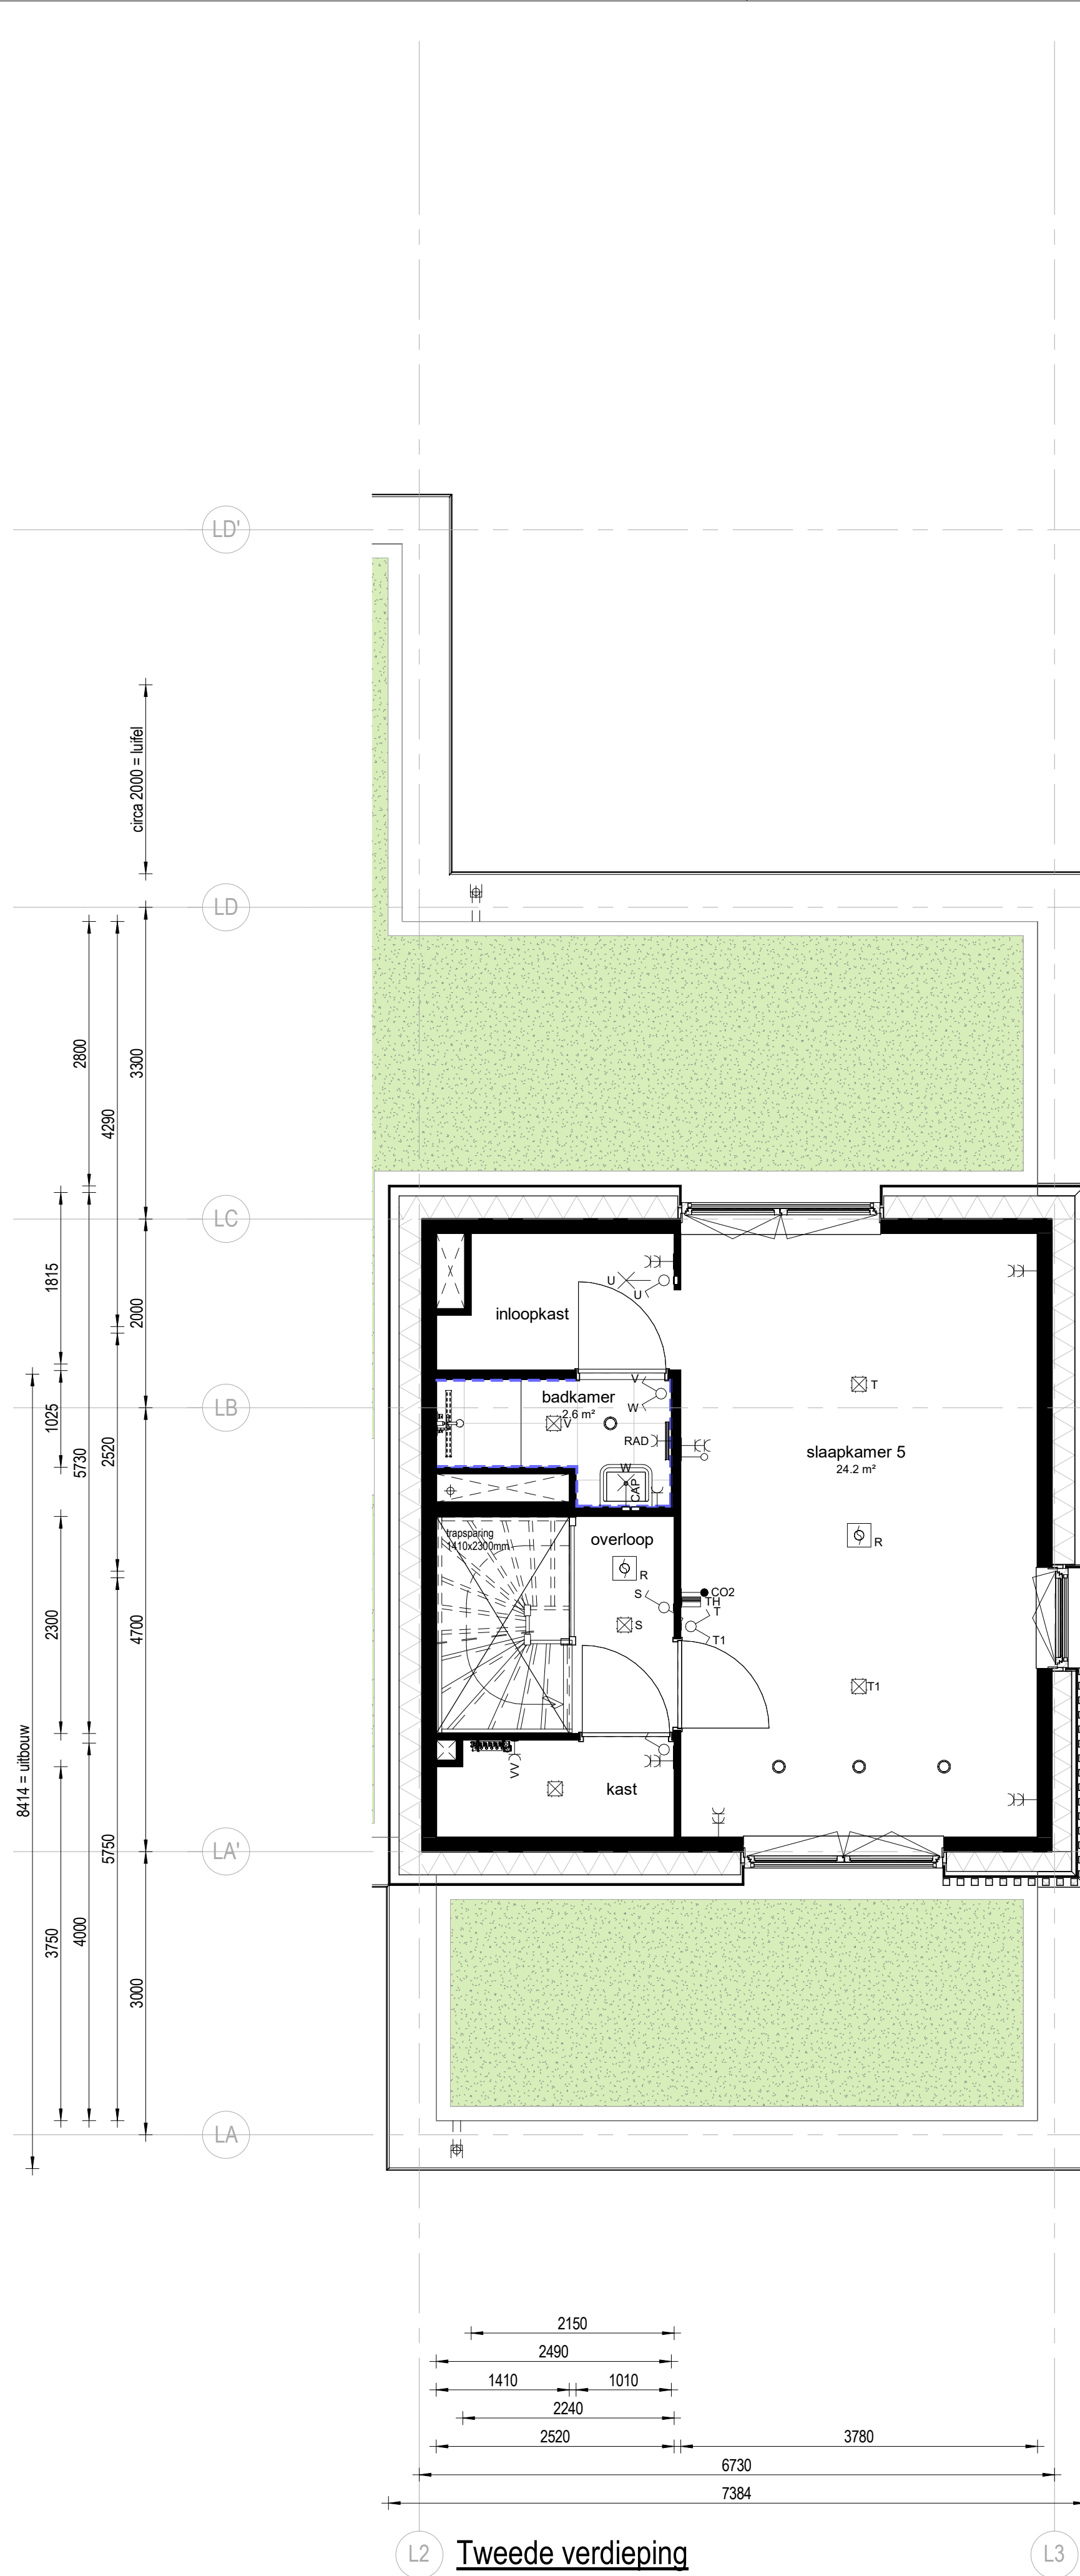 LD'
circa 2000 = luifel
LD
2800
3300
4290
LC
1815
2000
inloopkast
U
U
LB
1025
5730
2520
badkamer
2.6 m²
V
W
V
RAD
W
CAP
slaapkamer 5
24.2 m²
R
T
trapsparing
1410x2300mm
overloop
R
S
S
CO2
TH
T
T1
T1
2300
4700
8414 = uitbouw
VV
kast
LA'
5750
3750
4000
3000
LA
2150
2490
1410
1010
2240
2520
3780
6730
7384
L2
Tweede verdieping
L3